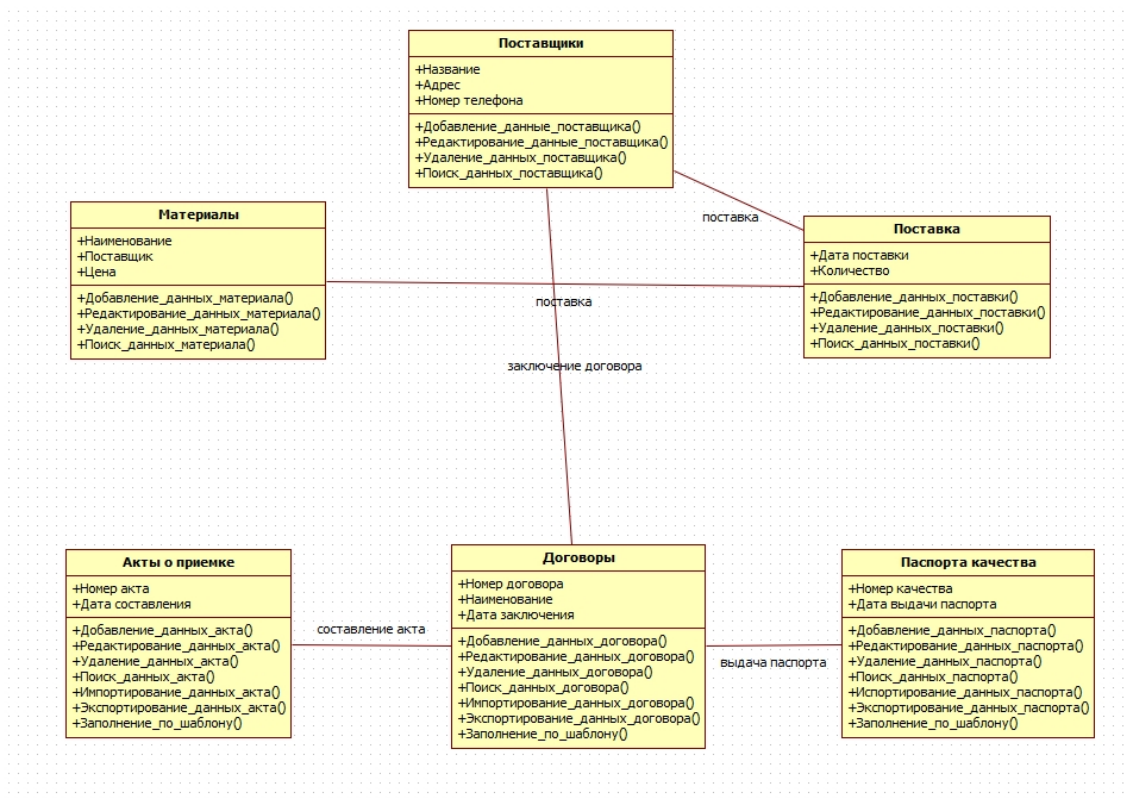 Поставщики
+Название
+Адрес
+Номер телефона
+Добавление_данные_поставщика()
+Редактирование_данные_поставщика()
+Удаление_данных_поставщика()
+Поиск_данных_поставщика()
Материалы
+Наименование
+Поставщик
+Цена
+Добавление_данных_материала()
+Редактирование_данных_материала()
+Удаление_данных_материала()
+Поиск_данных_материала()
поставка
Поставка
+Дата поставки
+Количество
+Добавление_данных_поставки()
+Редактирование_данных_поставки()
+Удаление_данных_поставки()
+Поиск_данных_поставки()
поставка
заключение договора
Акты о приемке
+Номер акта
+Дата составления
+Добавление_данных_акта()
+Редактирование_данных_акта()
+Удаление_данных_акта()
+Поиск_данных_акта()
+Импортирование_данных_акта()
+Экспортирование_данных_акта()
+Заполнение_по_шаблону()
составление акта
Договоры
+Номер договора
+Наименование
+Дата заключения
+Добавление_данных_договора()
+Редактирование_данных_договора()
+Удаление_данных_договора()
+Поиск_данных_договора()
+Импортирование_данных_договора()
+Экспортирование_данных_договора()
+Заполнение_по_шаблону()
выдача паспорта
Паспорта качества
+Номер качества
+Дата выдачи паспорта
+Добавление_данных_паспорта()
+Редактирование_данных_паспорта()
+Удаление_данных_паспорта()
+Поиск_данных_паспорта()
+Испортирование_данных_паспорта()
+Экспортирование_данных_паспорта()
+Заполнение_по_шаблону()